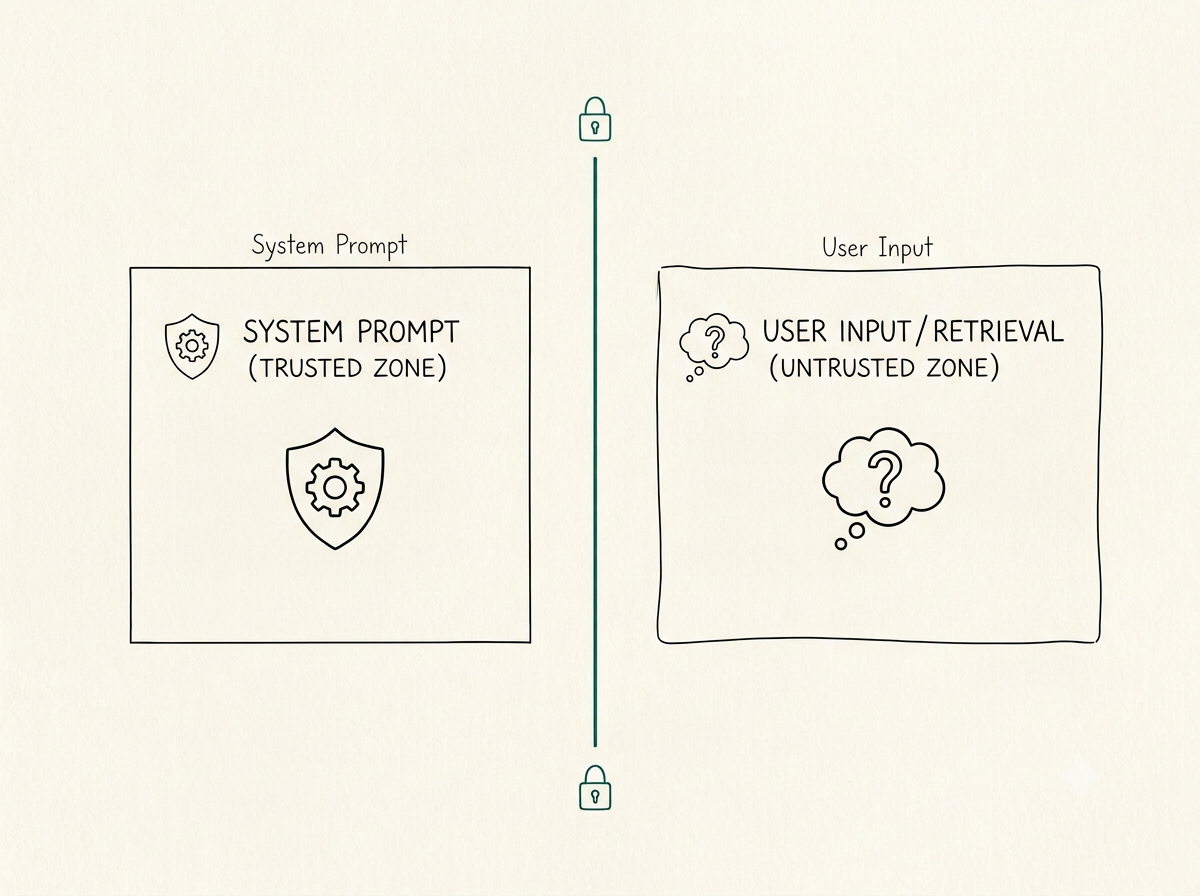 System Prompt
SYSTEM PROMPT
(TRUSTED ZONE)
User Input
USER INPUT/RETRIEVAL
(UNTRUSTED ZONE)